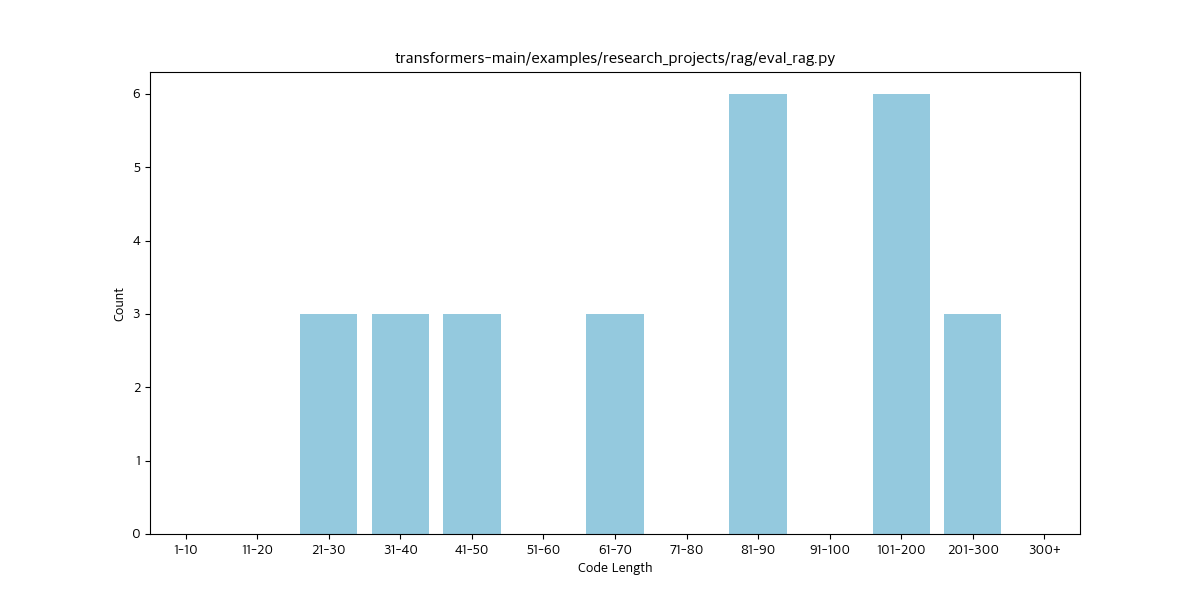 transformers-main/examples/research_projects/rag/eval_rag.py
6
5
4
3
2
1
0
Count
1-10 11-20 21-30 31-40 41-50 51-60 61-70 71-80 81-90 91-100 101-200 201-300 300+
Code Length